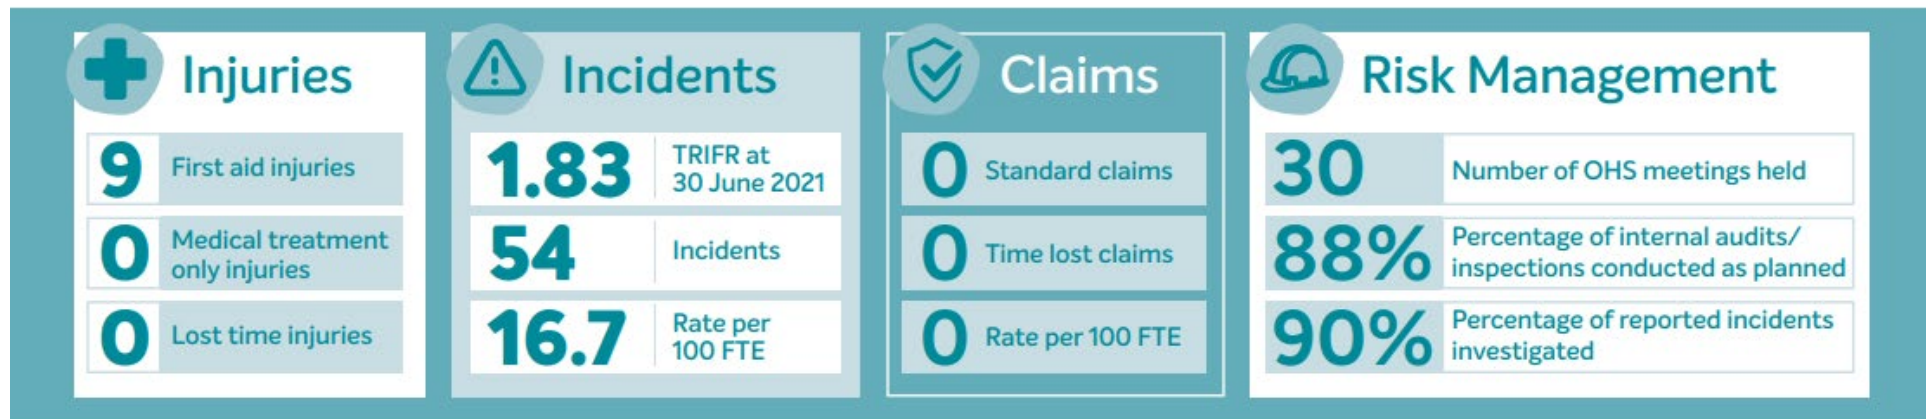 Injuries
9
First aid injuries
0
Medical treatment
only injuries
0
Lost time injuries
Incidents
1.83
TRIFR at
30 June 2021
54
Incidents
16.7
Rate per
100 FTE
Claims
0
Standard claims
0
Time lost claims
0
Rate per 100 FTE
Risk Management
30
Number of OHS meetings held
88%
Percentage of internal audits/
inspections conducted as planned
90%
Percentage of reported incidents
investigated